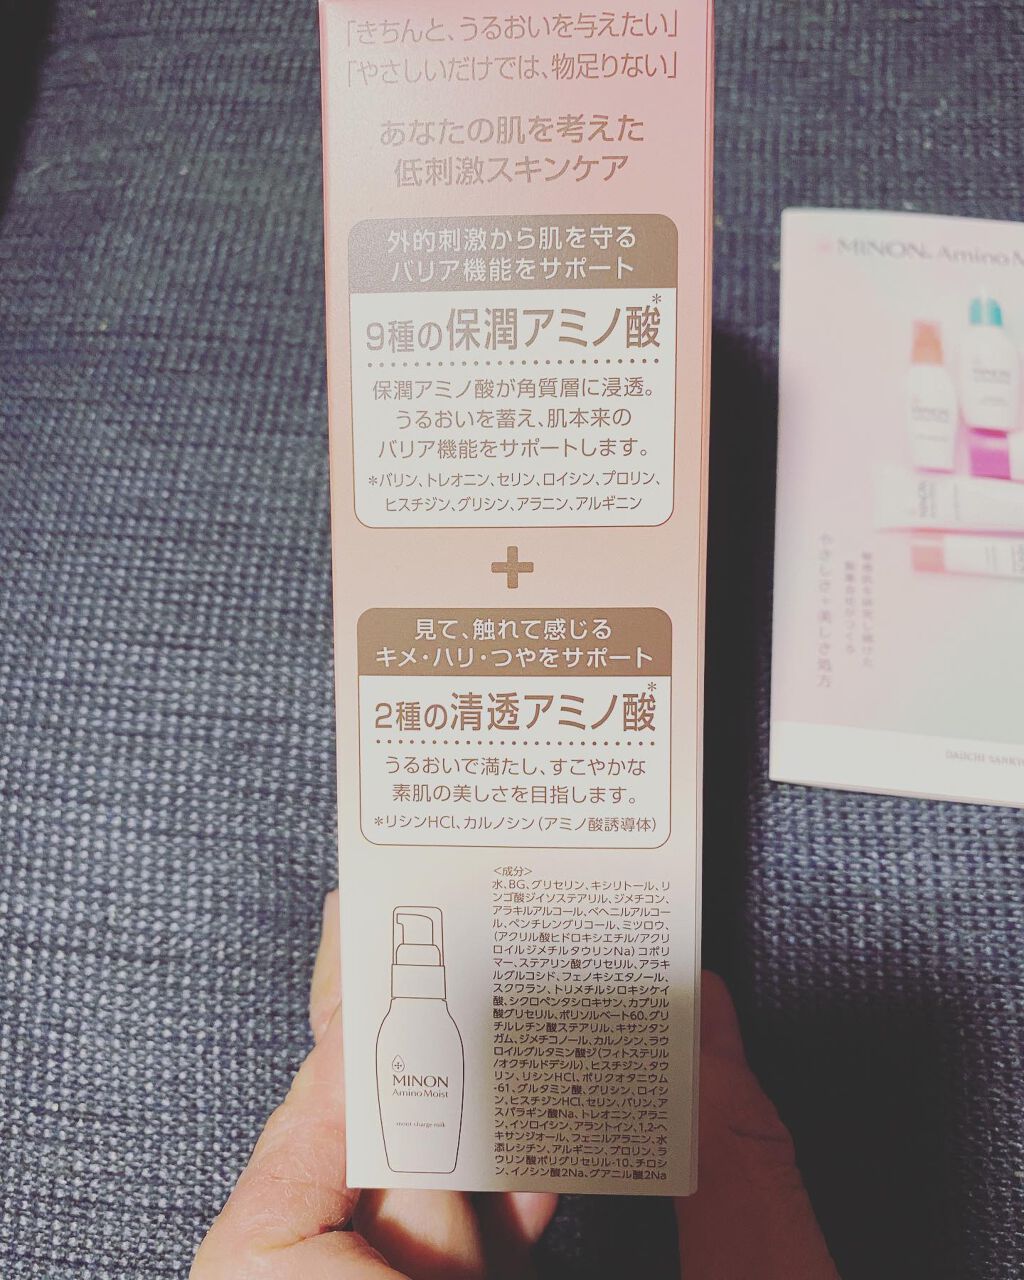 「きちんと、うるおいを与えたい」
「やさしいだけでは、物足りない」
あなたの肌を考えた
低刺激スキンケア
外的刺激から肌を守る
バリア機能をサポート
9種の保潤アミノ酸*
保潤アミノ酸が角質層に浸透。
うるおいを蓄え、肌本来の
バリア機能をサポートします。
*バリン、トレオニン、セリン、ロイシン、プロリン、
ヒスチジン、グリシン、アラニン、アルギニン
+
見て、触れて感じる
キメ・ハリ・つやをサポート
2種の清透アミノ酸*
うるおいで満たし、すこやかな
素肌の美しさを目指します。
*リシンHCl、カルノシン（アミノ酸誘導体）
<成分>
水、BG、グリセリン、キシリトール、リ
ンゴ酸ジイソステアリル、ジメチコン、
アラキルアルコール、ベヘニルアルコー
ル、ペンチレングリコール、ミツロウ、
（アクリル酸ヒドロキシエチル/アクリ
ロイルジメチルタウリンNa）コポリ
マー、ステアリン酸グリセリル、アラキ
ルグルコシド、フェノキシエタノール、
スクワラン、トリメチルシロキシケイ
酸、シクロペンタシロキサン、カプリル
酸グリセリル、ポリソルベート60、グリ
チルレチン酸ステアリル、キサンタン
ガム、ジメチコノール、カルノシン、ラウ
ロイルグルタミン酸ジ（フィトステリル
/オクチルドデシル）、ヒスチジン、タウ
リン、リシンHCl、ポリクオタニウム
-61、グルタミン酸、グリシン、ロイシ
ン、ヒスチジンHCl、セリン、バリン、ア
スパラギン酸Na、トレオニン、アラニ
ン、イソロイシン、アラントイン、1,2-ヘ
キサンジオール、フェニルアラニン、水
添レシチン、アルギニン、プロリン、ラ
ウリン酸ポリグリセリル-10、チロシ
ン、イノシン酸2Na、グアニル酸2Na
MINON
Amino Moist
moist charge milk
MINON Amino M
やさしさ+美しさ処方
DAIICHI SANKYO
MINON